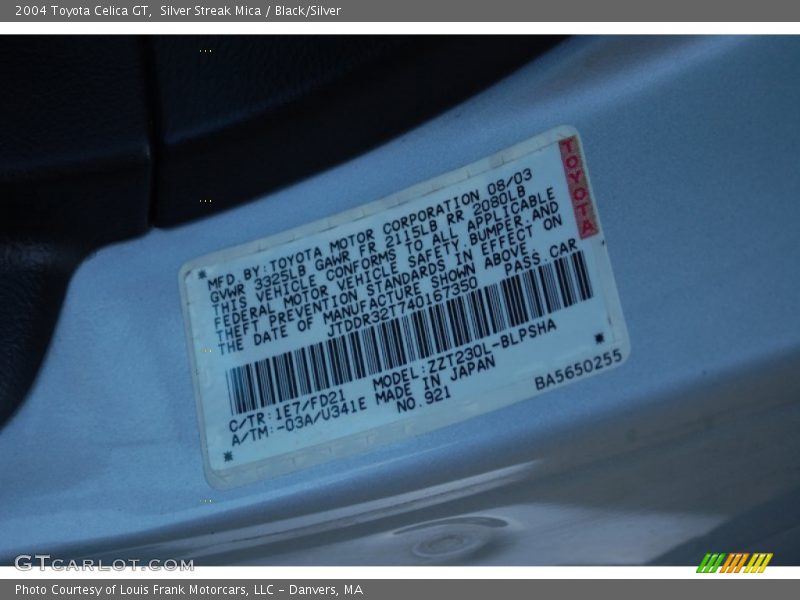 2004 Toyota Celica GT, Silver Streak Mica / Black/Silver
TOYOTA
MFD. BY: TOYOTA MOTOR CORPORATION 08/03
GVWR 3325LB GAWR FR 2115LB RR 2080LB
THIS VEHICLE CONFORMS TO ALL APPLICABLE
FEDERAL MOTOR VEHICLE SAFETY, BUMPER, AND
THEFT PREVENTION STANDARDS IN EFFECT ON
THE DATE OF MANUFACTURE SHOWN ABOVE.
JTDDR32T740167350 PASS. CAR
C/TR: 1E7/FD21 MODEL: ZZT230L-BLPSHA
A/TM: -03A/U341E MADE IN JAPAN
NO. 921 BA5650255
GTCARLOT.COM
Photo Courtesy of Louis Frank Motorcars, LLC – Danvers, MA